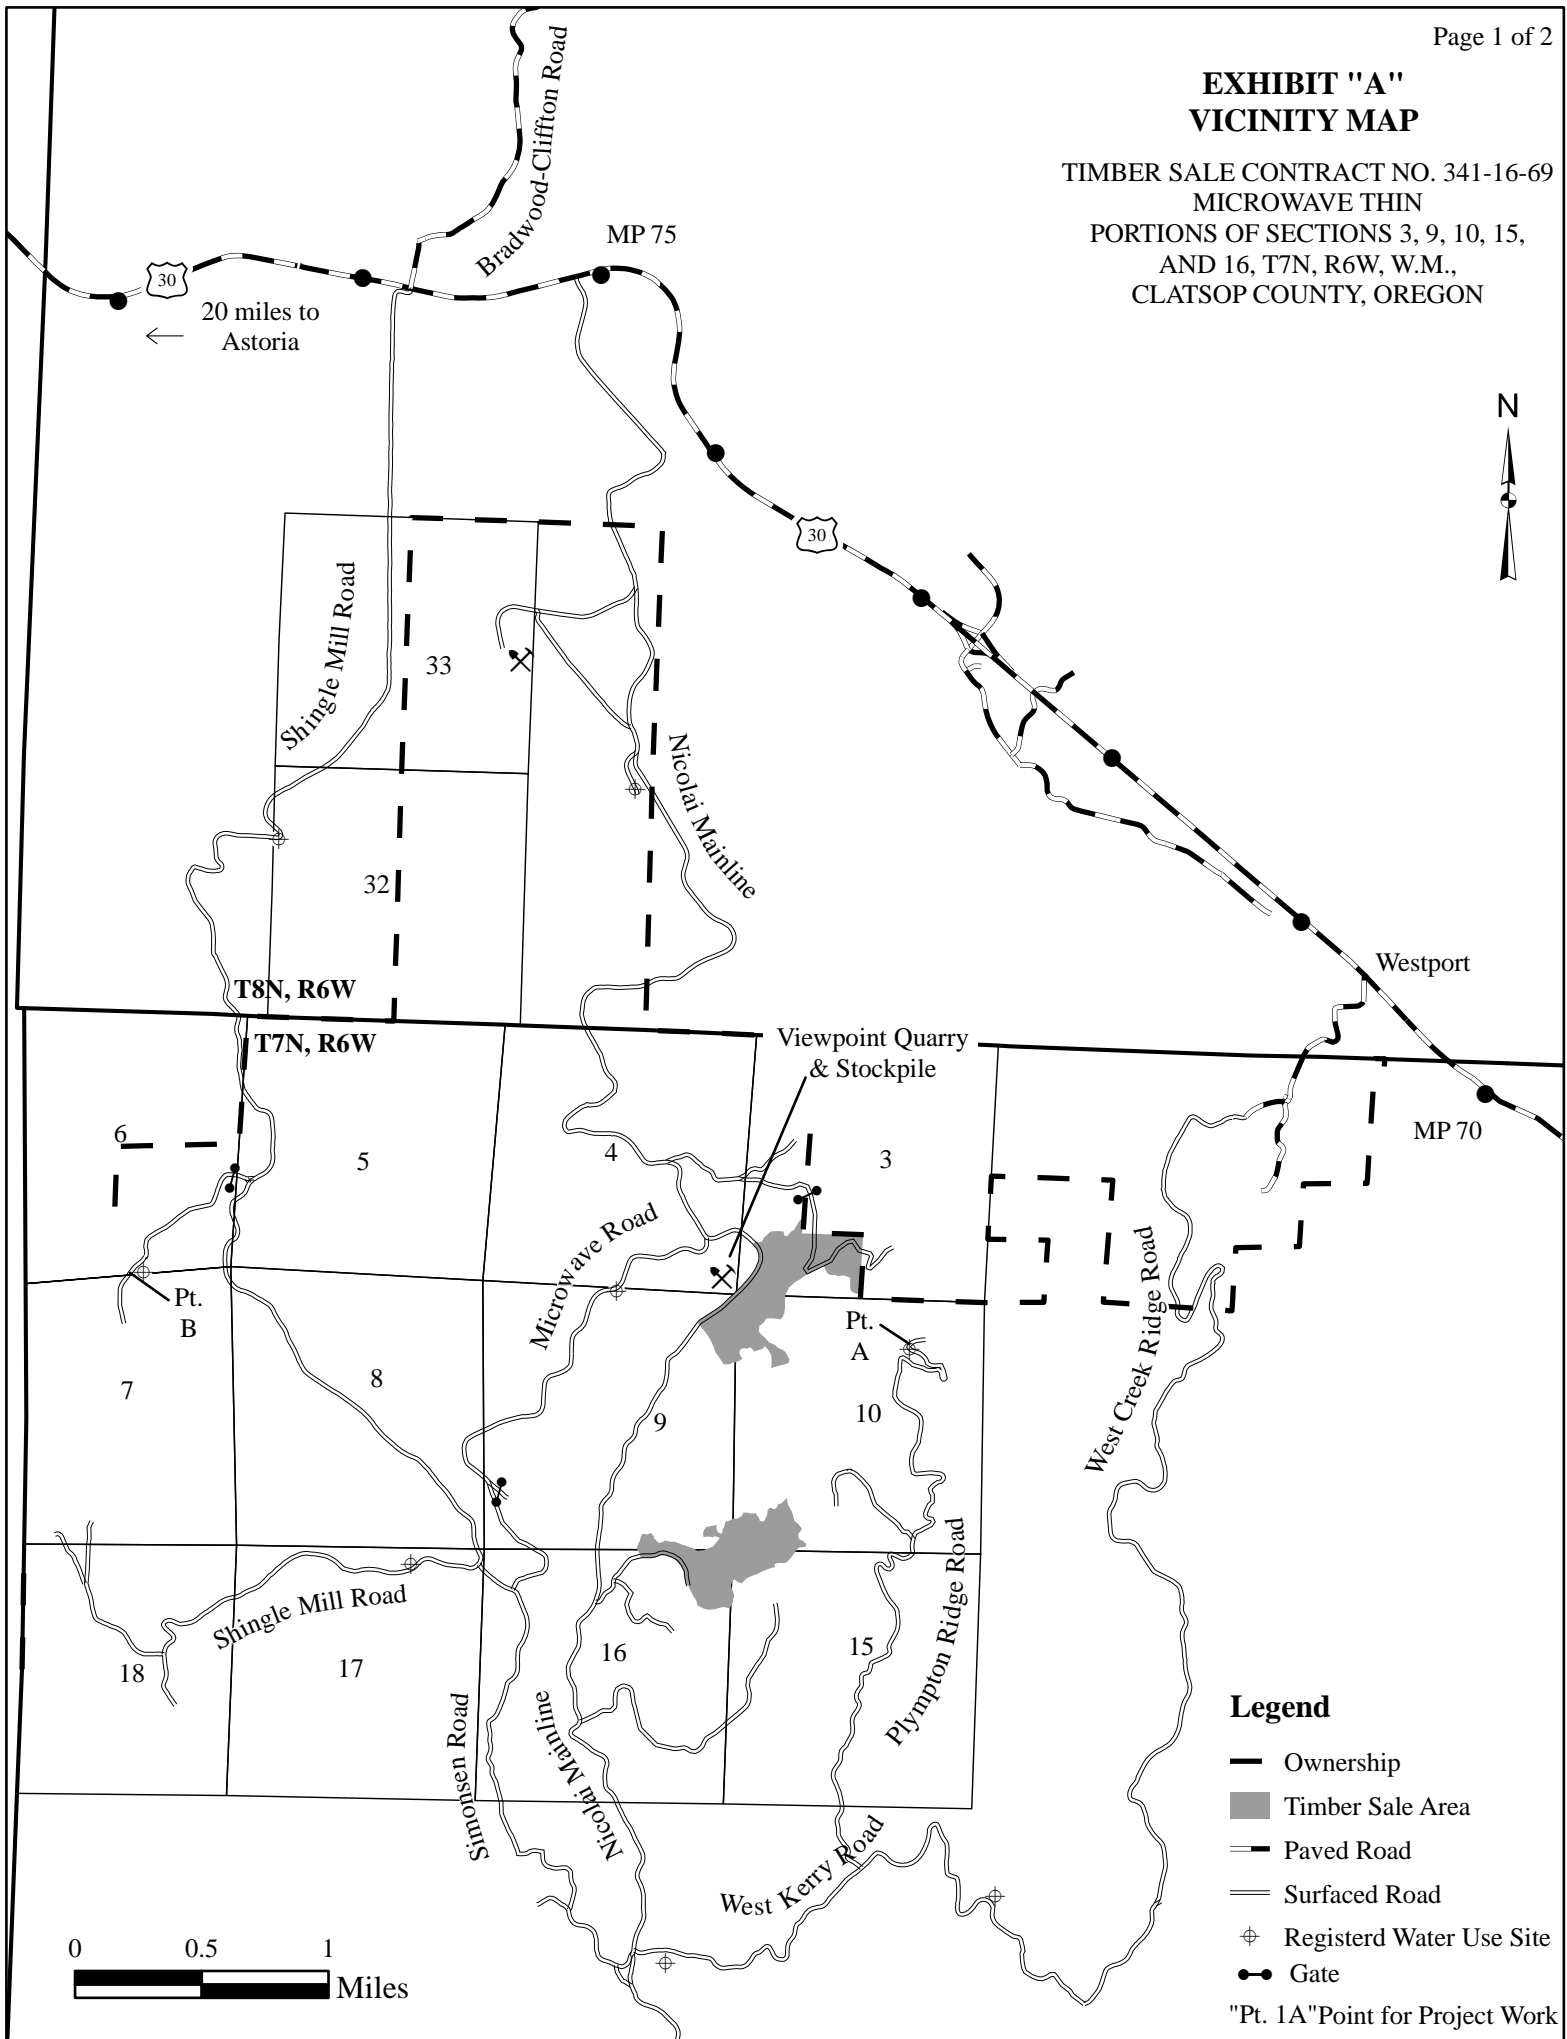 Page 1 of 2
EXHIBIT "A"
VICINITY MAP
TIMBER SALE CONTRACT NO. 341-16-69
MICROWAVE THIN
PORTIONS OF SECTIONS 3, 9, 10, 15,
AND 16, T7N, R6W, W.M.,
CLATSOP COUNTY, OREGON
Bradwood-Cliffton Road
MP 75
30
20 miles to
Astoria
N
30
Shingle Mill Road
33
Nicolai Mainline
32
Westport
T8N, R6W
T7N, R6W
Viewpoint Quarry
& Stockpile
MP 70
6
5
4
3
Microwave Road
West Creek Ridge Road
Pt.
B
Pt.
A
7
8
9
10
Shingle Mill Road
Plympton Ridge Road
18
17
16
15
Simonsen Road
Nicolai Mainline
West Kerry Road
Legend
Ownership
Timber Sale Area
Paved Road
Surfaced Road
Registerd Water Use Site
Gate
"Pt. 1A"Point for Project Work
0 0.5 1
Miles